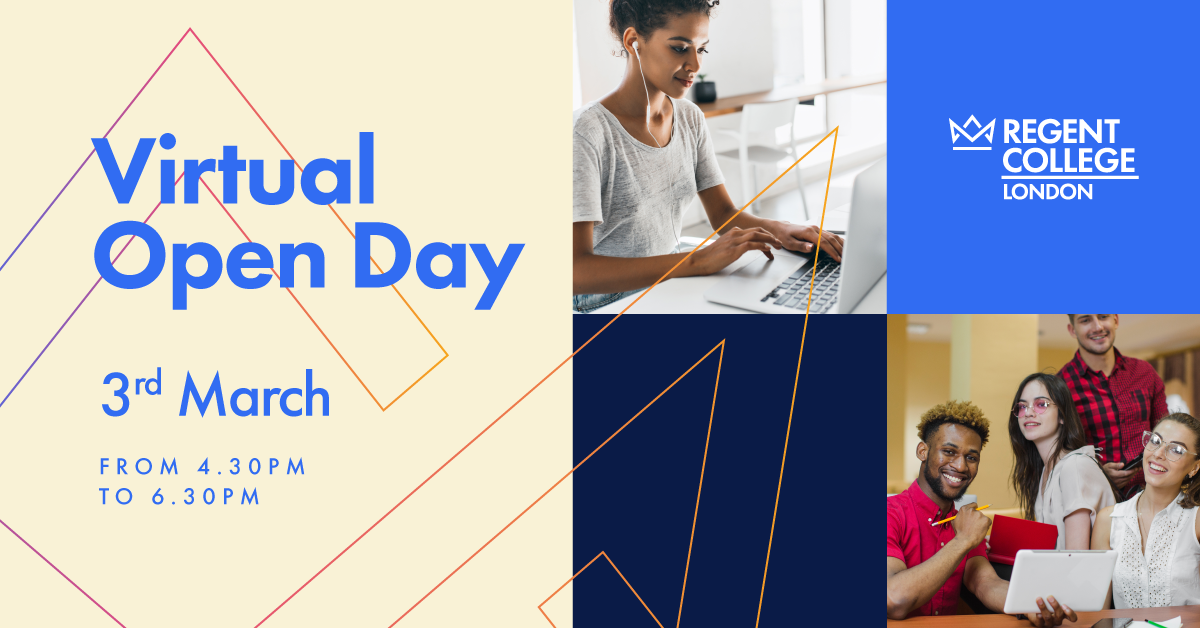 Virtual
Open Day
3rd March
FROM 4.30PM
TO 6.30PM
REGENT
COLLEGE
LONDON